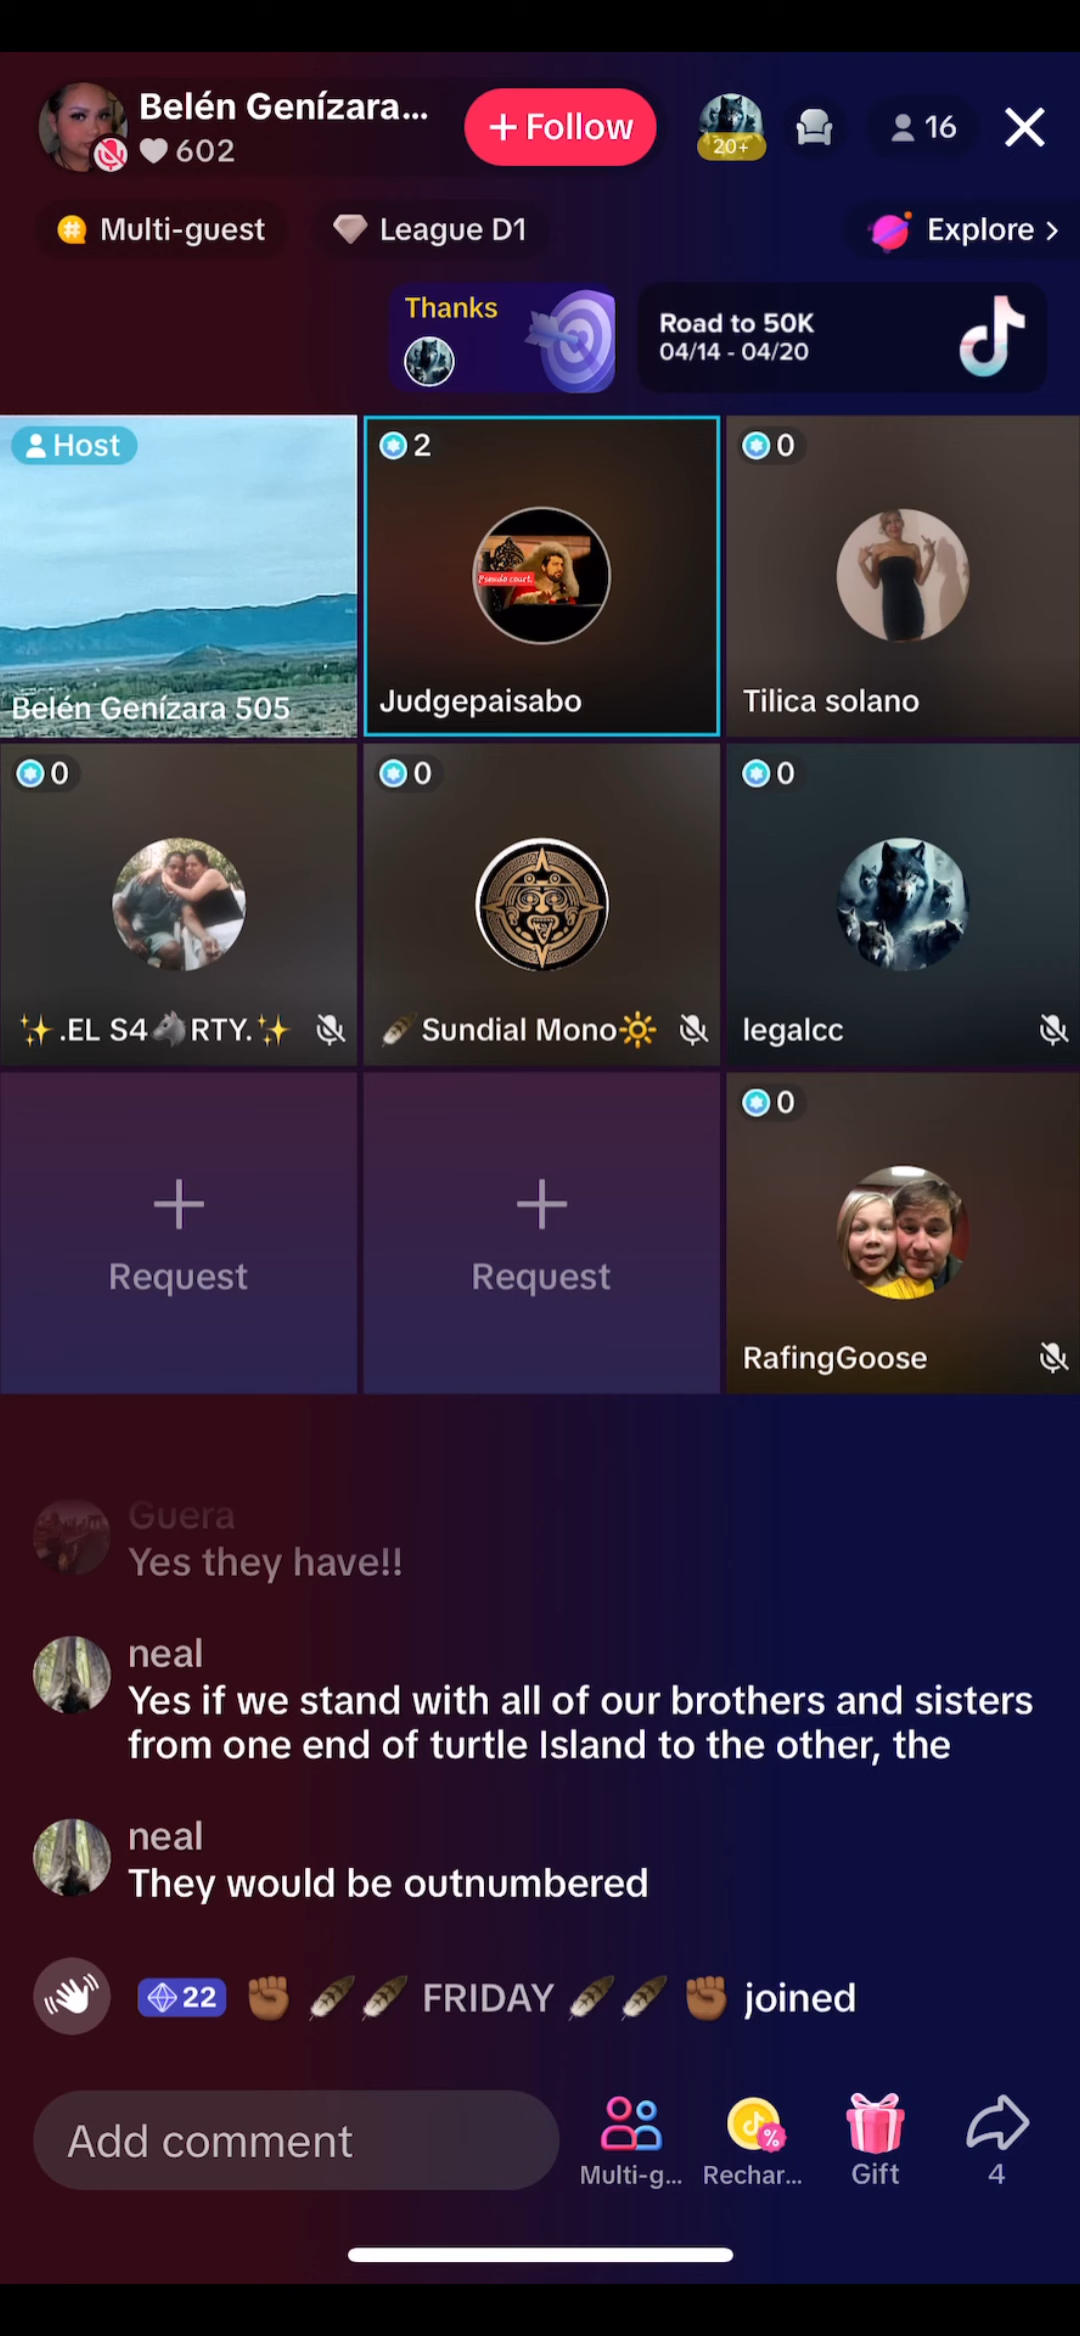 Belén Genízara...
602
+ Follow
20+
16
Multi-guest
League D1
Explore >
Thanks
Road to 50K
04/14 - 04/20
Host
Belén Genízara 505
2
Pseudo court,
Judgepaisabo
0
Tilica solano
0
✨.EL S4🐴RTY.✨
0
🪶 Sundial Mono☀️
0
legalcc
+
Request
+
Request
0
RafingGoose
Guera
Yes they have!!
neal
Yes if we stand with all of our brothers and sisters
from one end of turtle Island to the other, the
neal
They would be outnumbered
22 ✊🏾 🪶🪶 FRIDAY 🪶🪶 ✊🏾 joined
Add comment
Multi-g...
Rechar...
Gift
4